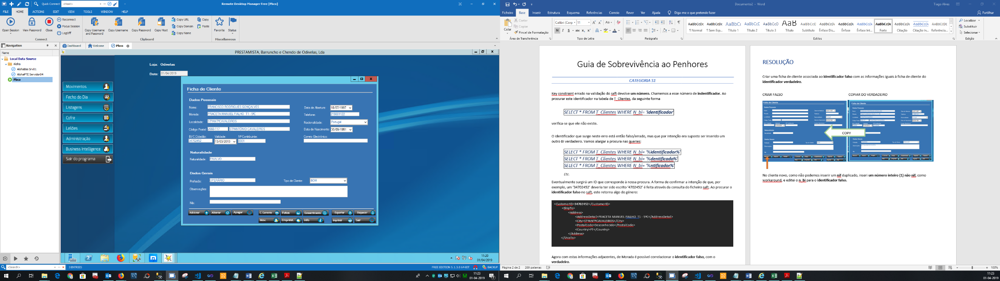 Quick Connect <Host>
Remote Desktop Manager Free [Pbco]
FILE HOME ACTIONS EDIT VIEW TOOLS WINDOW HELP
Open Session View Password Close
Reconnect
Focus Session
LogOff
Connect
Copy Username and Password Copy Username Copy Password Copy Host
Copy URL Copy
Copy Domain Paste
Copy Name
Clipboard
Favorite Status
Miscellaneous
Navigation
Name
Local Data Source
Aloha
AlohaBss Srv01
AlohaPTE Servidor04
Pbco
Dashboard Welcome Pbco
PRESTAMISTA, Barruncho e Chendo de Odivelas, Lda
Loja: Odivelas
Data: 01/04/2019
Movimentos
Fecho do Dia
Listagens
Cofre
Leilões
Administração
Business Intelligence
Sair do programa
Ficha de Cliente
Dados Pessoais
Nome: FRANCISCO RODRIGUES GONÇALVES Data de Abertura: 18/07/1997
Morada: PRACETA MANUEL FIALHO T1 - 5ºC Telefone: 219881122
Localidade: STºANTºCAVALEIROS Nacionalidade: Portugal
Código Postal: 2660-117 STºANTÓNIO CAVALEIROS Data de Nascimento: 30/09/1951
BI/C.Cidadão: Validade: Nº Contribuinte: Correio Electrónico:
34702452 13/03/2013 0001
Naturalidade
Naturalidade: PAIALVO
Dados Gerais
Profissão: OPERÁRIO Tipo de Cliente: BOM
Observações:
Nib:
Adicionar Alterar Apagar C. Corrente Fotos Consentimento Exportar Esquecer
Mov. Emprést. Info Imprimir Sair
11:20
01/04/2019
<Search> 3 ENTRIES
FREE EDITION 5.1.3.0 64-BIT BACKUP
11:23
01-04-2019
Documento2 - Word
Tiago Alves
Ficheiro Base Inserir Estrutura Esquema Referências Correio Rever Ver Ajuda Diga-me o que pretende fazer Partilhar
Colar
Cortar
Copiar
Pincel de Formatação
Área de Transferência
Calibri (Corp 11
Tipo de Letra
Parágrafo
¶ Normal ¶ Sem Esp... Título 1 Título 2 Título 3 Título Subtítulo Ênfase Dis... Ênfase Ênfase Int... Forte Citação Citação In... Referência...
Estilos
Localizar
Substituir
Selecionar
Edição
Guia de Sobrevivência ao Penhores
CATEGORIA S1
Key constraint errado na validação do saft devolve um número. Chamemos a esse número de indentificador. Ao
procurar este identificador na tabela de T_Clientes, da seguinte forma
SELECT * FROM T_Clientes WHERE N_bi= ‘identificador’
verifica-se que ele não existe.
O identificador que surge neste erro está então falso/errado, mas que por intenção era suposto ser inserido um
outro Bi verdadeiro. Vamos alargar a procura nas queries:
SELECT * FROM T_Clientes WHERE N_bi= ‘%identificador%’
SELECT * FROM T_Clientes WHERE N_bi= ‘%dentificado%’
SELECT * FROM T_Clientes WHERE N_bi= ‘%ntificador%’
Etc.
Eventualmente surgirá um ID que corresponde à nossa procura. A forma de confirmar a intenção de que, por
exemplo, um ‘34702452’ deveria ter sido escrito ‘4702452’ é feita através da consulta do ficheiro saft. Ao procurar o
identificador falso no saft, este retorna algo do género:
<CustomerID>34702452</CustomerID>
<ShipTo>
<Address>
<AddressDetail>PRACETA MANUEL FIALHO T1 - 5ºC</AddressDetail>
<City>STºANTºCAVALEIROS</City>
<PostalCode>Desconhecido</PostalCode>
<Country>PT</Country>
</Address>
</ShipTo>
Agora com estas informações adjacentes, de Morada é possível correlacionar o identificador falso, com o
verdadeiro.
RESOLUÇÃO
Criar uma ficha de cliente associada ao identificador falso com as informações iguais à ficha de cliente do
identificador verdadeiro.
CRIAR FALSO COPIAR DO VERDADEIRO
COPY
No cliente novo, como não podemos inserir um nif duplicado, inseri um número inteiro (1) não nif, como
workaround, e editei o n_bi para o identificador falso.
Página 2 de 2 269 palavras
100%
11:23
01-04-2019